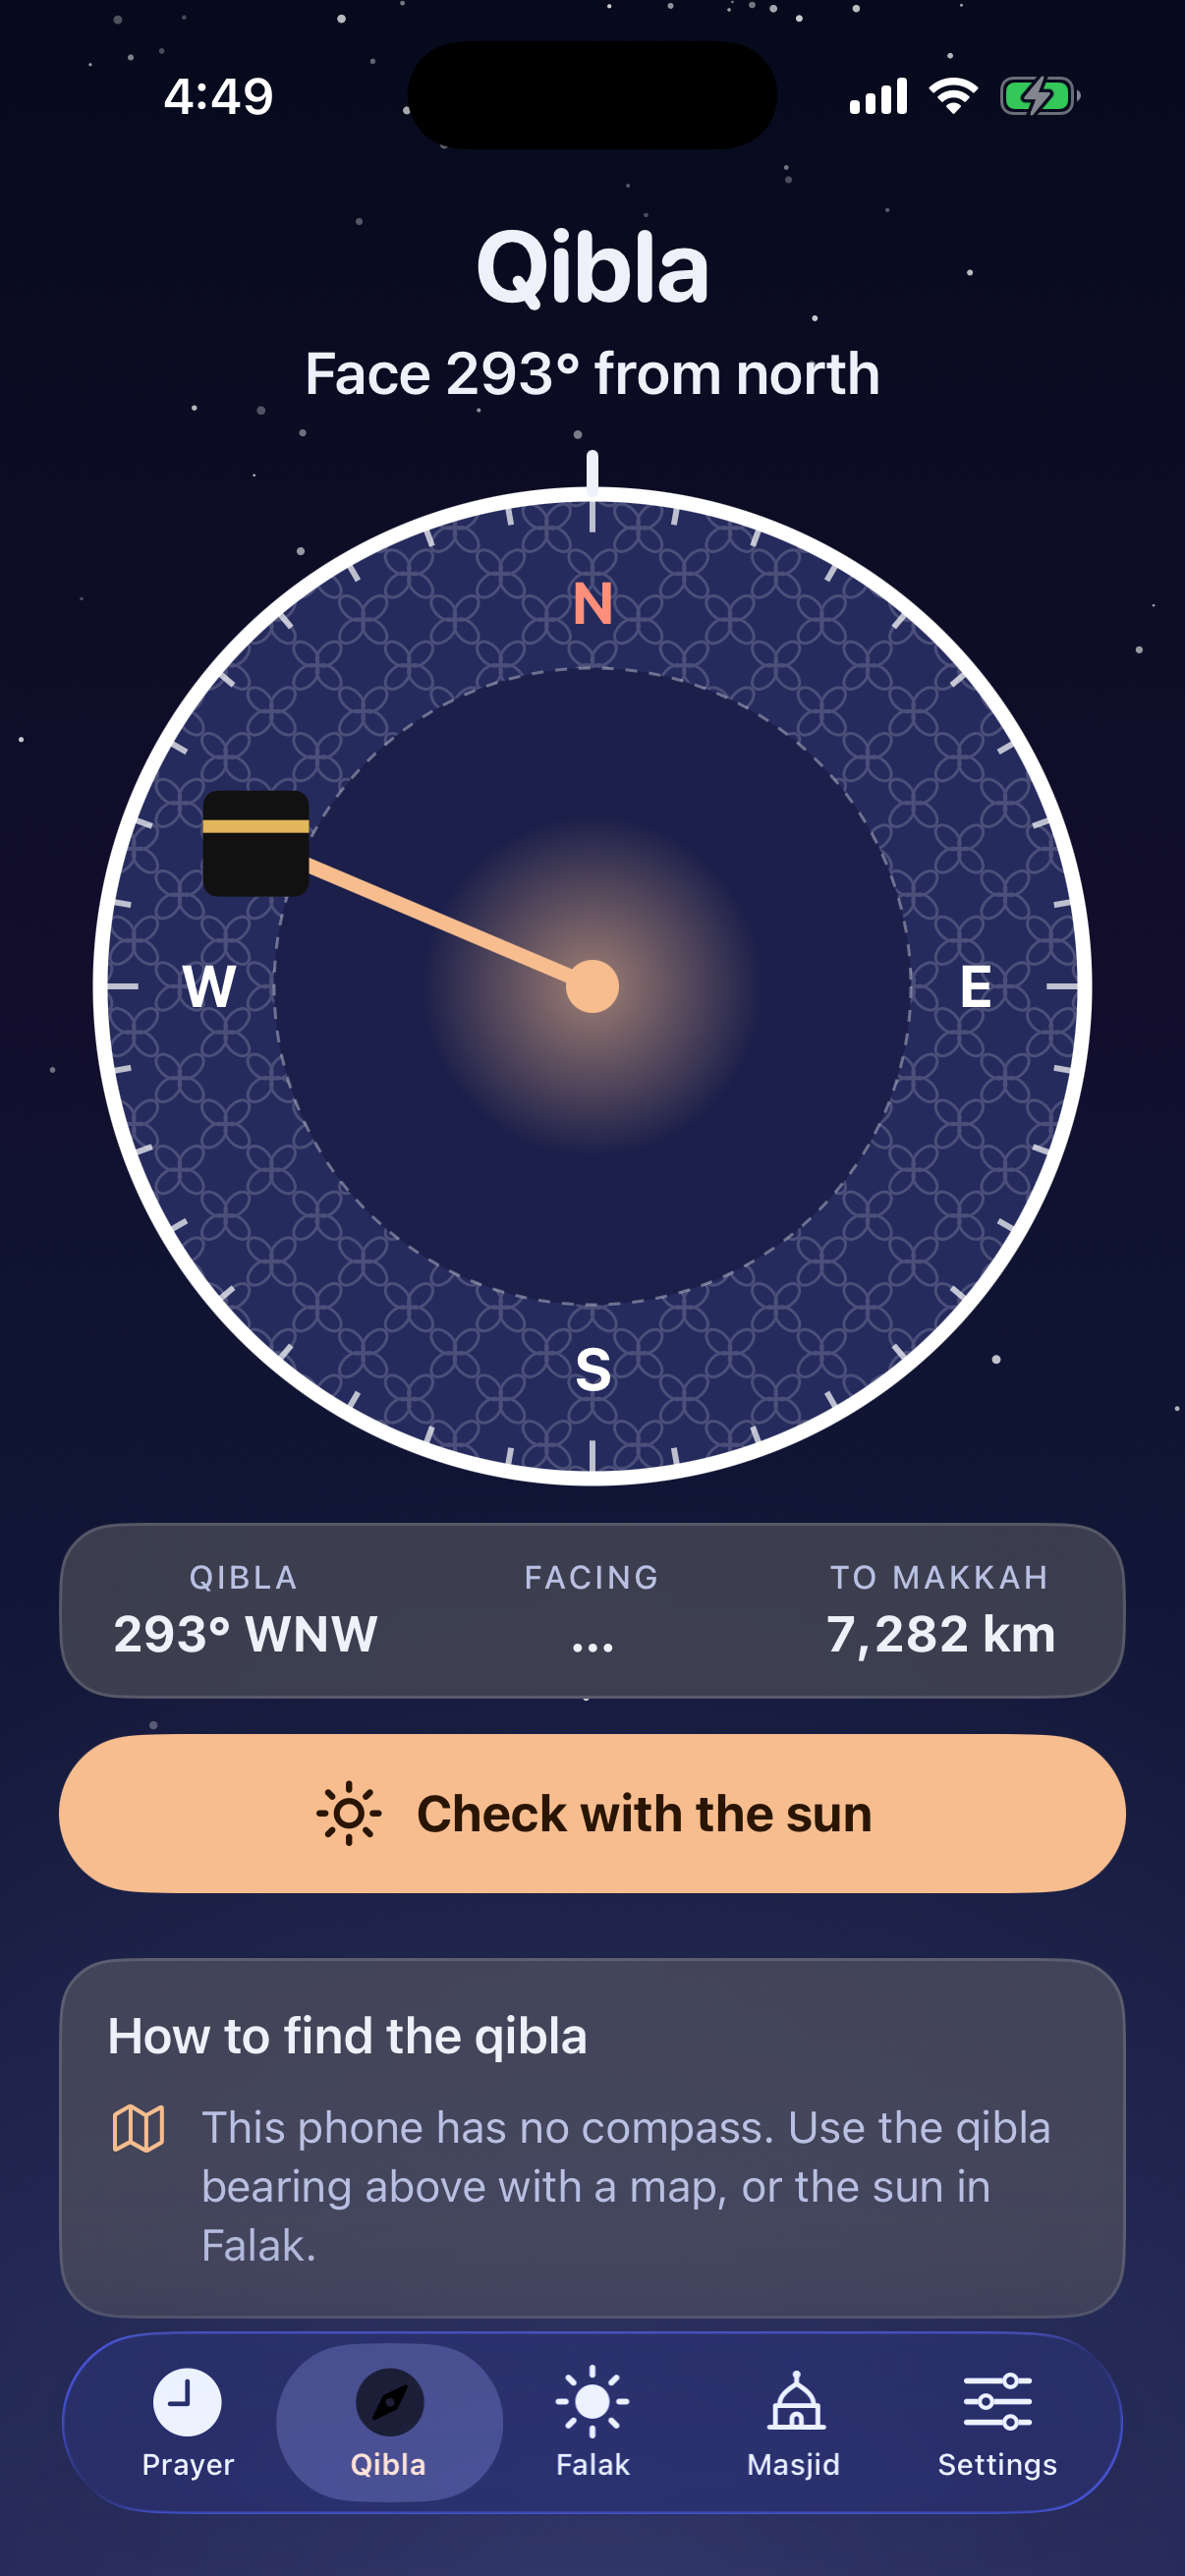 4:49
Qibla
Face 293° from north
N
W
E
S
QIBLA
FACING
TO MAKKAH
293° WNW
...
7,282 km
Check with the sun
How to find the qibla
This phone has no compass. Use the qibla
bearing above with a map, or the sun in
Falak.
Prayer
Qibla
Falak
Masjid
Settings